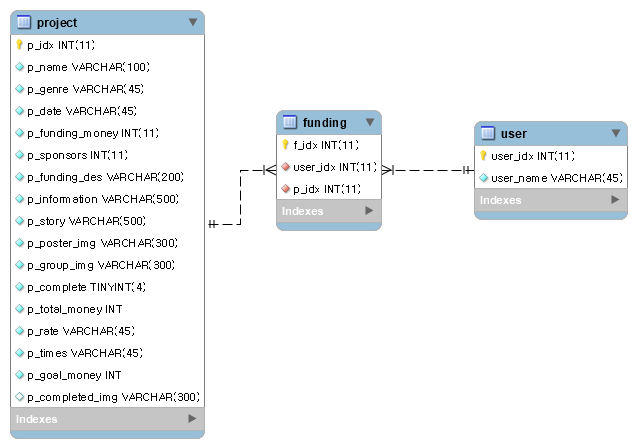 project
p_idx INT(11)
p_name VARCHAR(100)
p_genre VARCHAR(45)
p_date VARCHAR(45)
p_funding_money INT(11)
p_sponsors INT(11)
p_funding_des VARCHAR(200)
p_information VARCHAR(500)
p_story VARCHAR(500)
p_poster_img VARCHAR(300)
p_group_img VARCHAR(300)
p_complete TINYINT(4)
p_total_money INT
p_rate VARCHAR(45)
p_times VARCHAR(45)
p_goal_money INT
p_completed_img VARCHAR(300)
Indexes
funding
f_idx INT(11)
user_idx INT(11)
p_idx INT(11)
Indexes
user
user_idx INT(11)
user_name VARCHAR(45)
Indexes